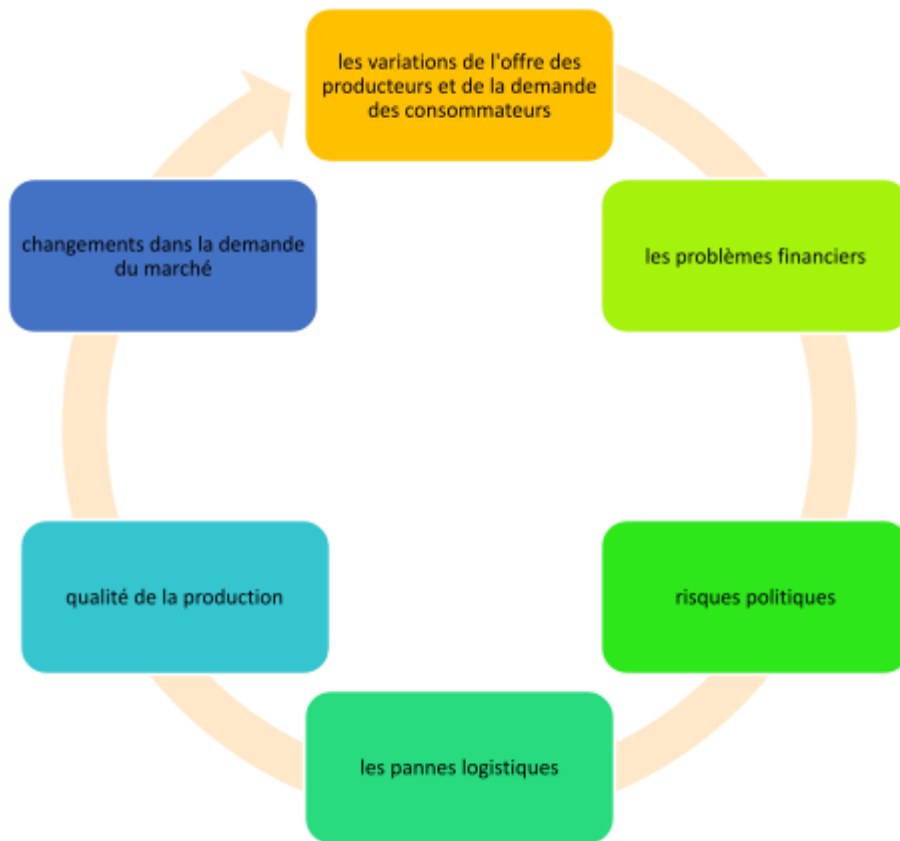 les variations de l'offre des
producteurs et de la demande
des consommateurs
les problèmes financiers
risques politiques
les pannes logistiques
qualité de la production
changements dans la demande
du marché